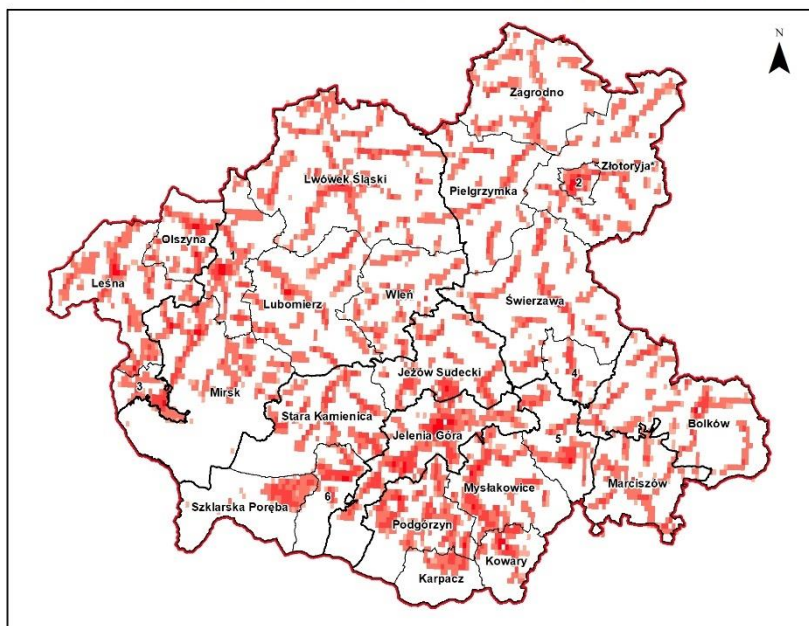 N
Zagrodno
Złotoryja*
2
Lwówek Śląski
Pielgrzymka
Olszyna
1
Leśna
Lubomierz
Wleń
Świerzawa
3
Mirsk
Jeżów Sudecki
4
Stara Kamienica
Bolków
Jelenia Góra
5
Marciszów
6
Mysłakowice
Szklarska Poręba
Podgórzyn
Kowary
Karpacz